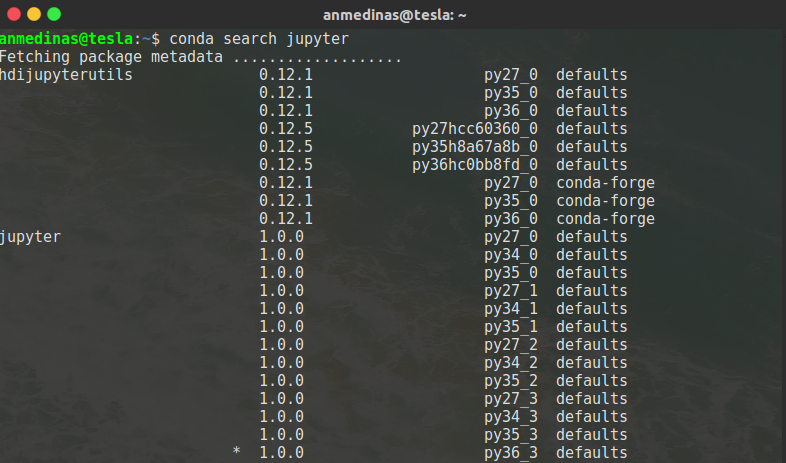 anmedinas@tesla: ~
anmedinas@tesla:~$ conda search jupyter
Fetching package metadata ...................
hdijupyterutils 0.12.1 py27_0 defaults
0.12.1 py35_0 defaults
0.12.1 py36_0 defaults
0.12.5 py27hcc60360_0 defaults
0.12.5 py35h8a67a8b_0 defaults
0.12.5 py36hc0bb8fd_0 defaults
0.12.1 py27_0 conda-forge
0.12.1 py35_0 conda-forge
0.12.1 py36_0 conda-forge
jupyter 1.0.0 py27_0 defaults
1.0.0 py34_0 defaults
1.0.0 py35_0 defaults
1.0.0 py27_1 defaults
1.0.0 py34_1 defaults
1.0.0 py35_1 defaults
1.0.0 py27_2 defaults
1.0.0 py34_2 defaults
1.0.0 py35_2 defaults
1.0.0 py27_3 defaults
1.0.0 py34_3 defaults
1.0.0 py35_3 defaults
* 1.0.0 py36_3 defaults